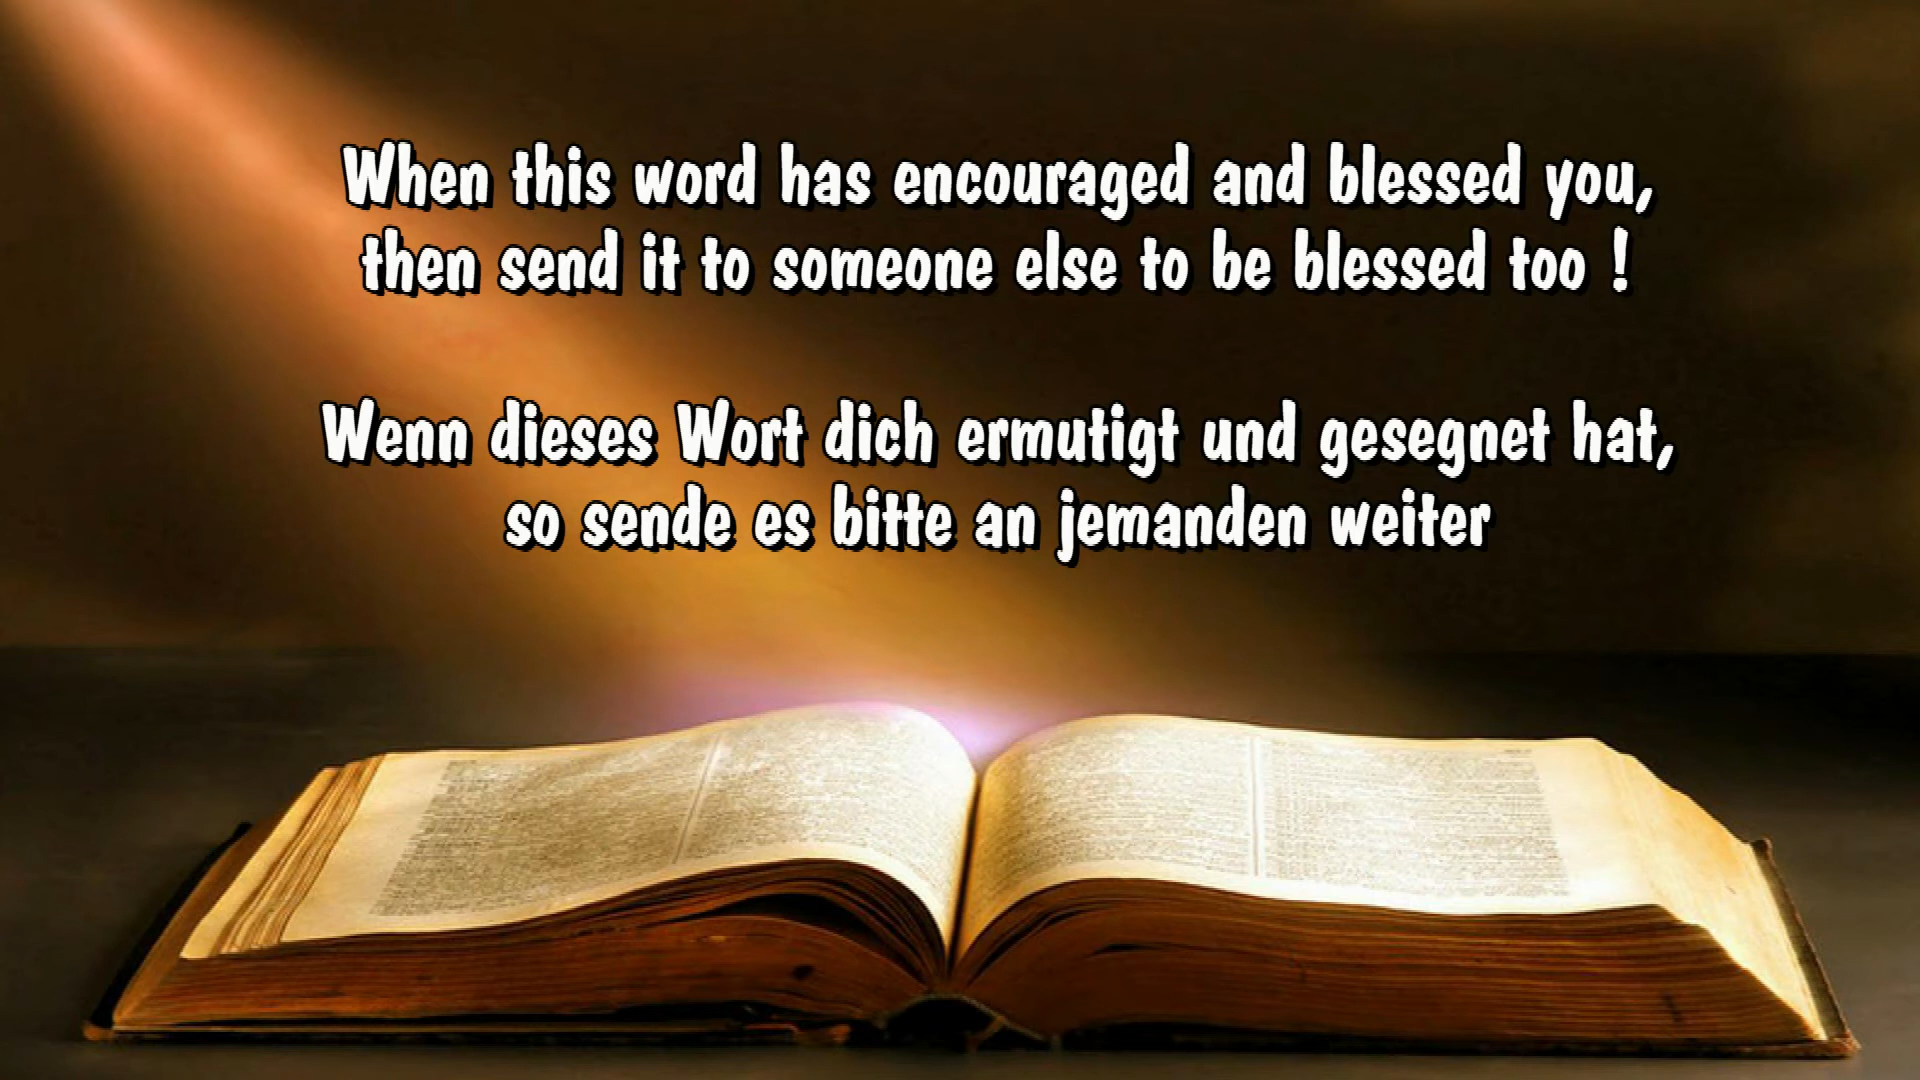 When this word has encouraged and blessed you,
then send it to someone else to be blessed too !
Wenn dieses Wort dich ermutigt und gesegnet hat,
so sende es bitte an jemanden weiter